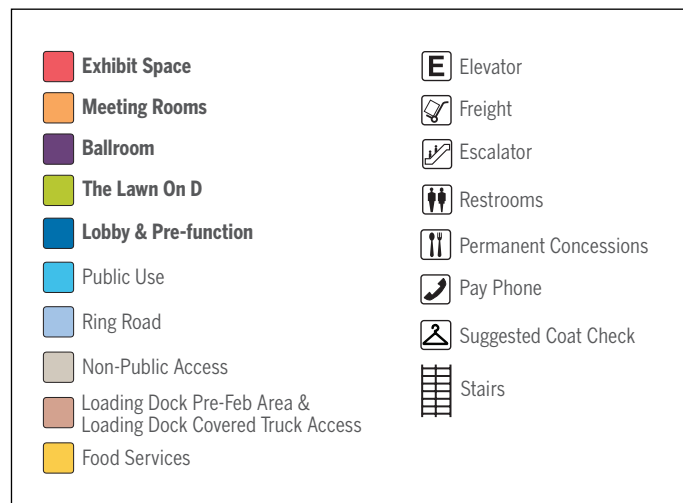 Exhibit Space
Meeting Rooms
Ballroom
The Lawn On D
Lobby & Pre-function
Public Use
Ring Road
Non-Public Access
Loading Dock Pre-Feb Area &
Loading Dock Covered Truck Access
Food Services
E Elevator
Freight
Escalator
Restrooms
Permanent Concessions
Pay Phone
Suggested Coat Check
Stairs